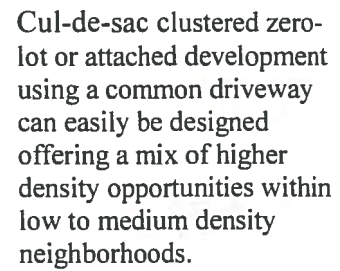 Cul-de-sac clustered zero-
lot or attached development
using a common driveway
can easily be designed
offering a mix of higher
density opportunities within
low to medium density
neighborhoods.